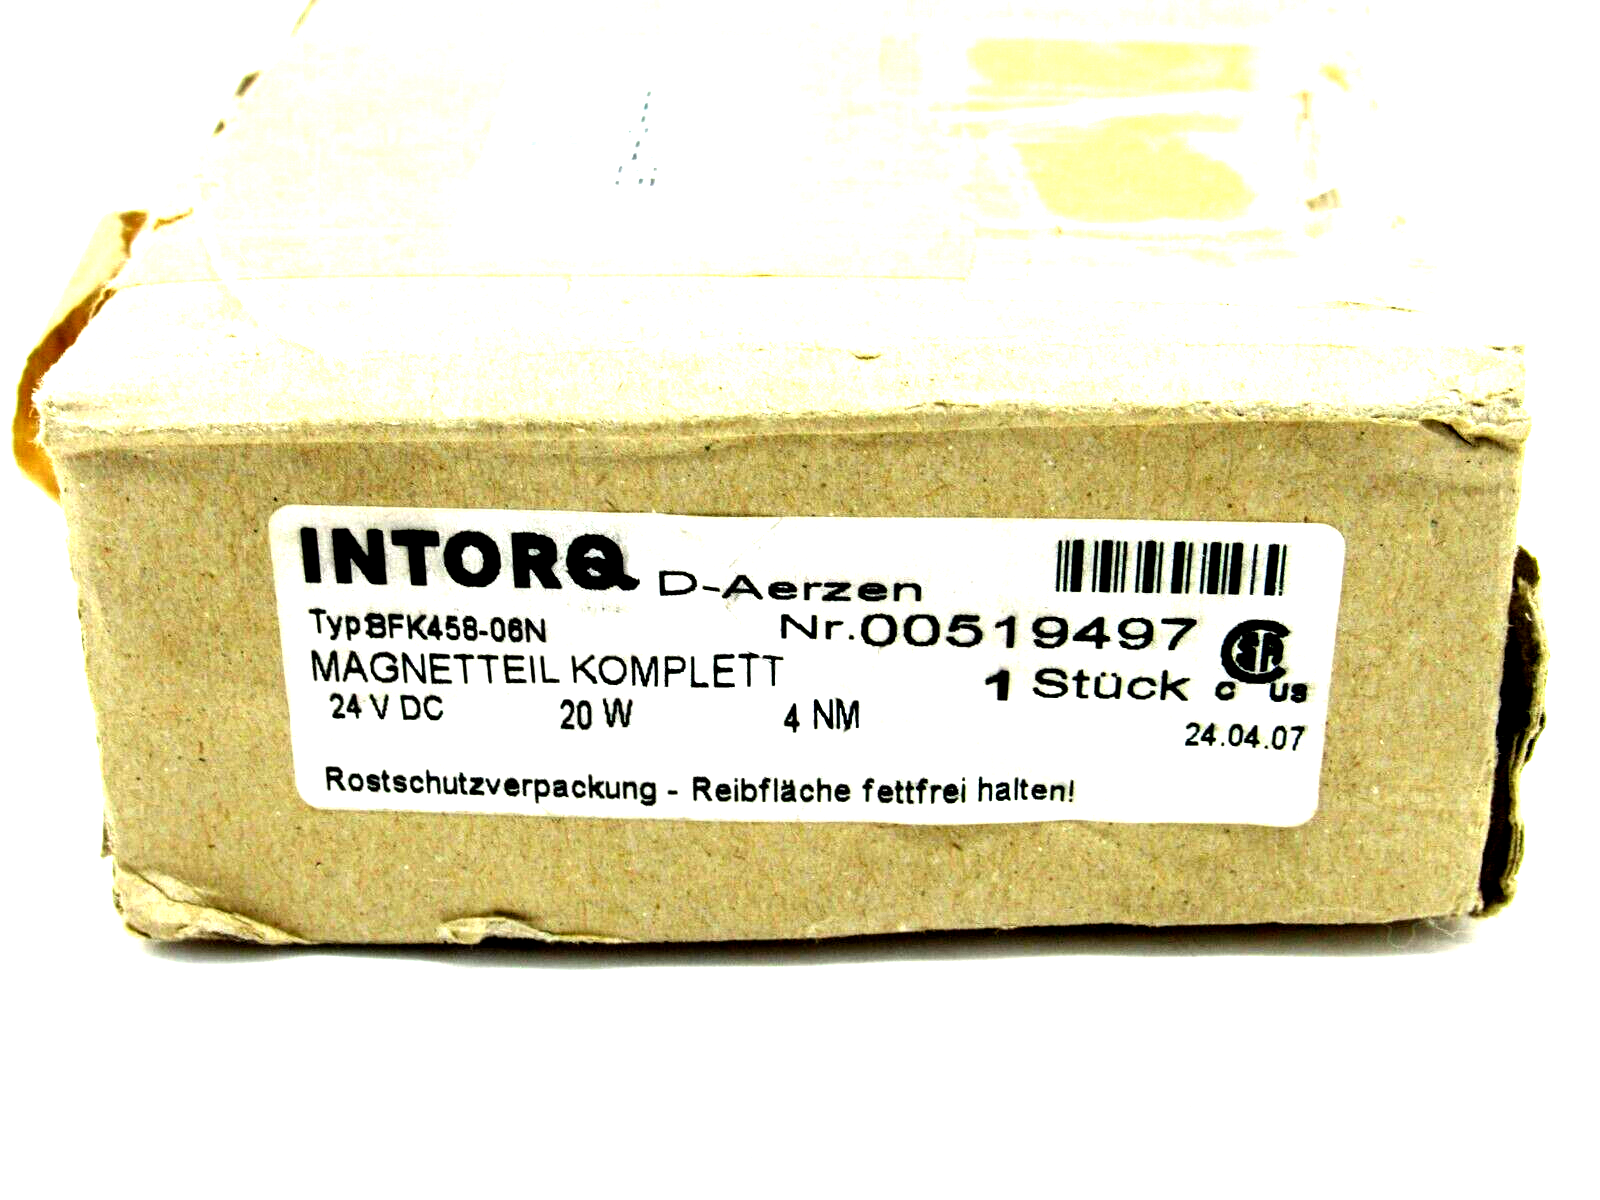 INTORQ D-Aerzen
Typ:BFK458-06N Nr.00519497
MAGNETTEIL KOMPLETT 1 Stück
24 V DC 20 W 4 NM
C US
24.04.07
Rostschutzverpackung - Reibfläche fettfrei halten!